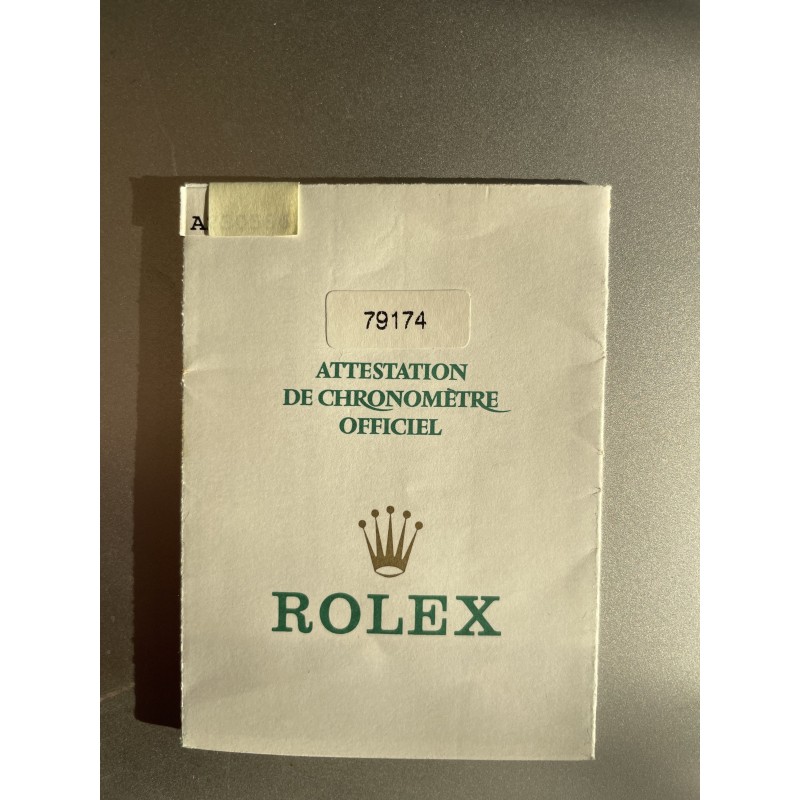 A
79174
ATTESTATION
DE CHRONOMÈTRE
OFFICIEL
ROLEX